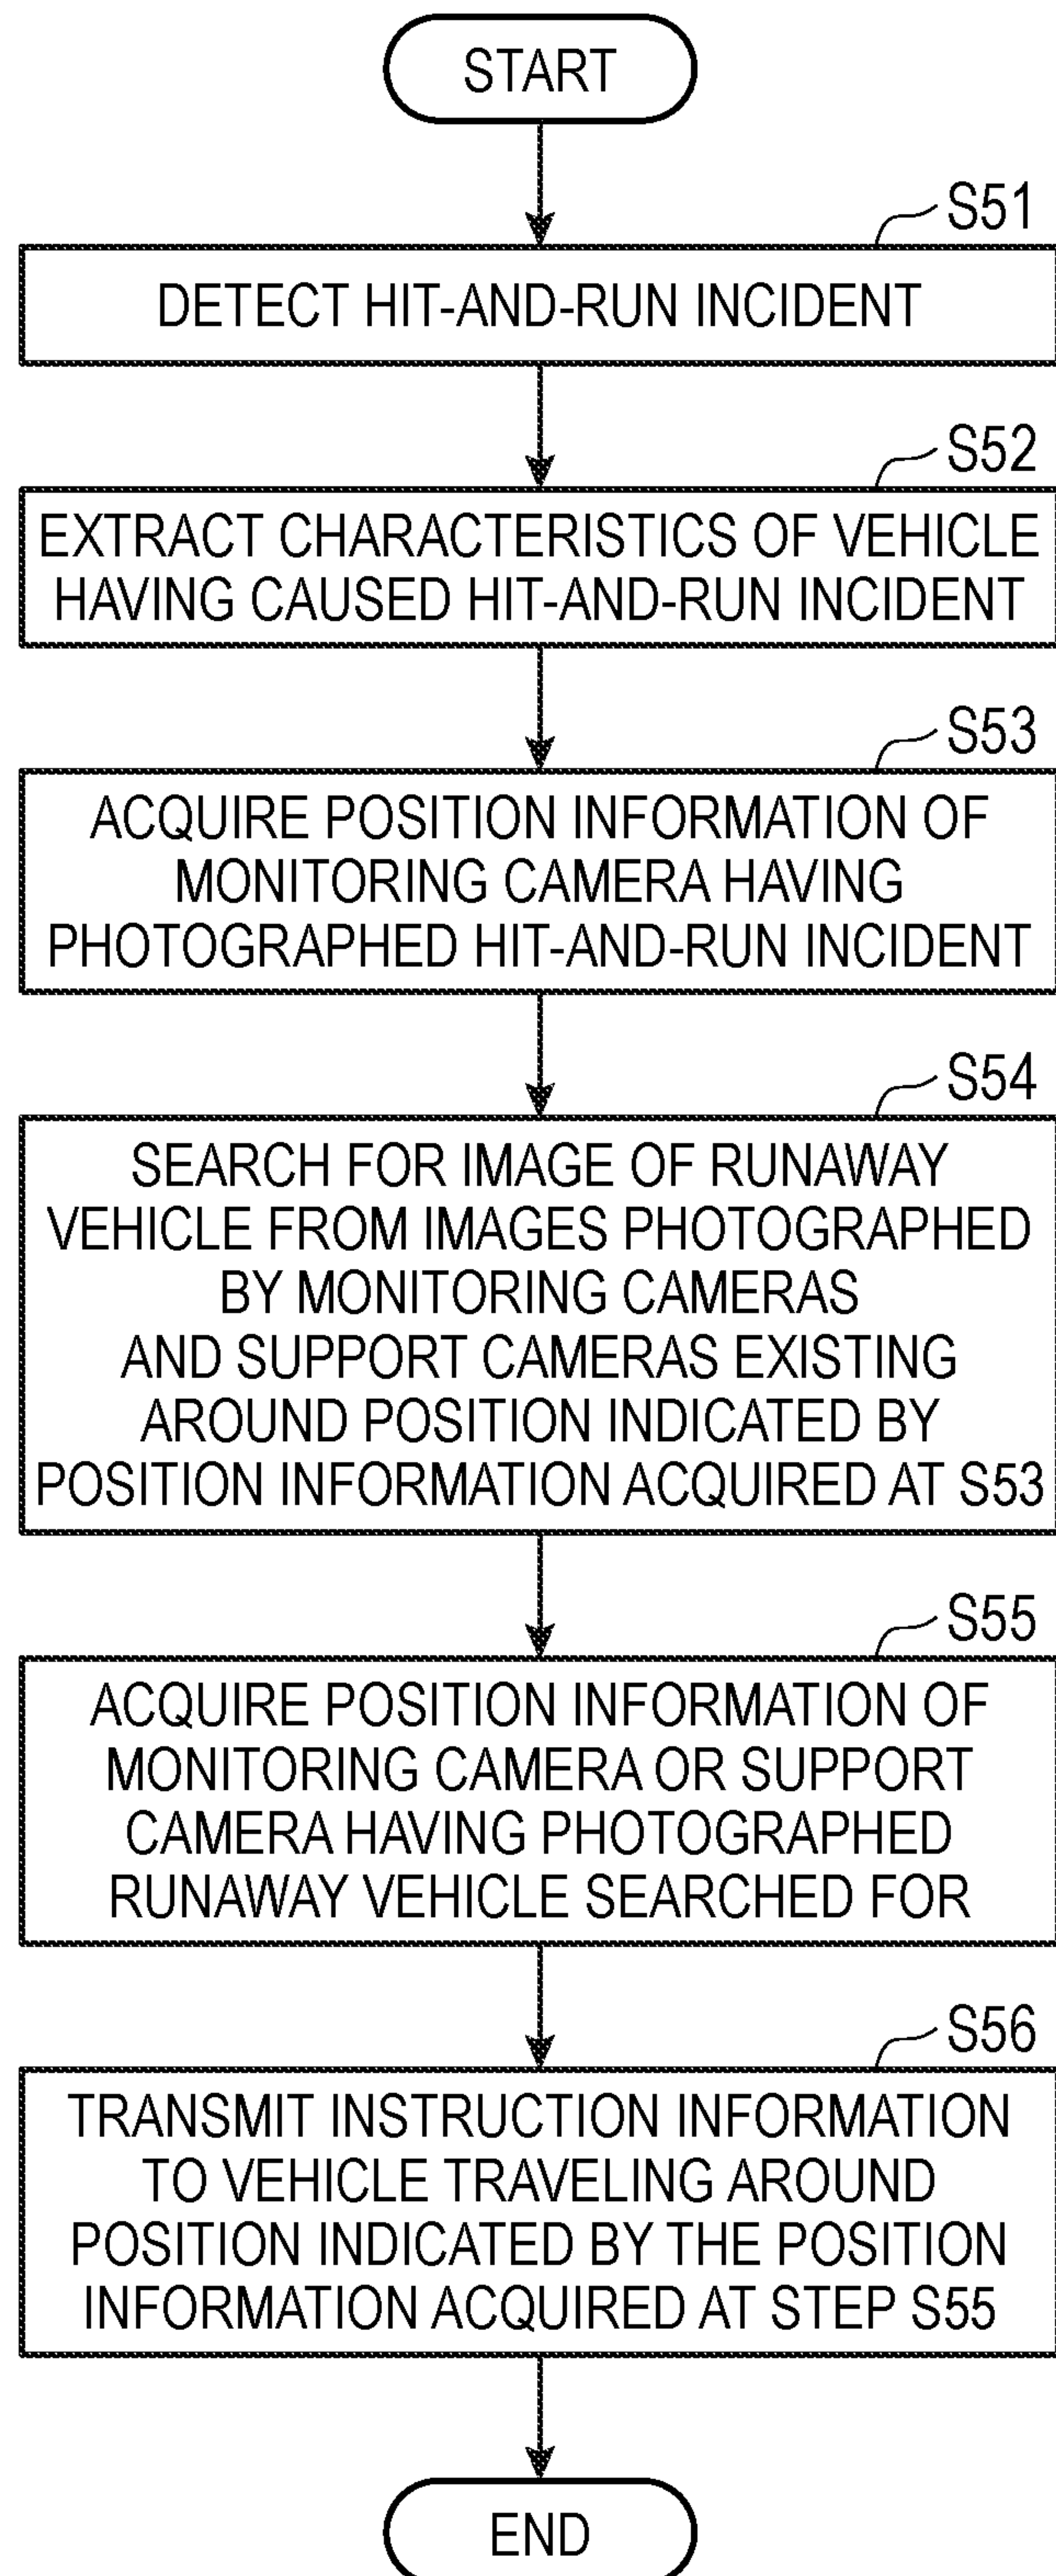 START
S51
DETECT HIT-AND-RUN INCIDENT
S52
EXTRACT CHARACTERISTICS OF VEHICLE
HAVING CAUSED HIT-AND-RUN INCIDENT
S53
ACQUIRE POSITION INFORMATION OF
MONITORING CAMERA HAVING
PHOTOGRAPHED HIT-AND-RUN INCIDENT
S54
SEARCH FOR IMAGE OF RUNAWAY
VEHICLE FROM IMAGES PHOTOGRAPHED
BY MONITORING CAMERAS
AND SUPPORT CAMERAS EXISTING
AROUND POSITION INDICATED BY
POSITION INFORMATION ACQUIRED AT S53
S55
ACQUIRE POSITION INFORMATION OF
MONITORING CAMERA OR SUPPORT
CAMERA HAVING PHOTOGRAPHED
RUNAWAY VEHICLE SEARCHED FOR
S56
TRANSMIT INSTRUCTION INFORMATION
TO VEHICLE TRAVELING AROUND
POSITION INDICATED BY THE POSITION
INFORMATION ACQUIRED AT STEP S55
END